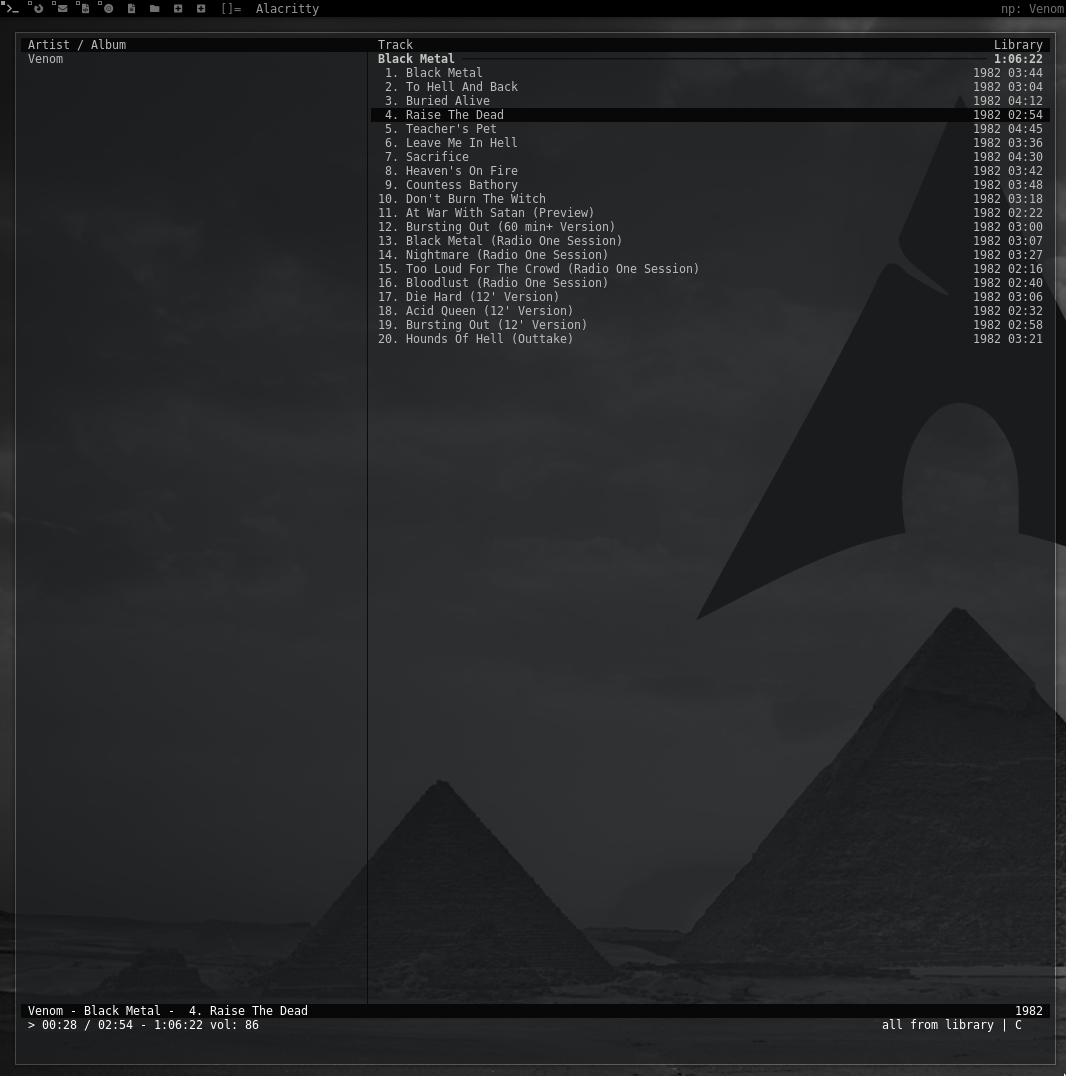 []= Alacritty np: Venom
Artist / Album Track Library
Venom Black Metal 1:06:22
1. Black Metal 1982 03:44
2. To Hell And Back 1982 03:04
3. Buried Alive 1982 04:12
4. Raise The Dead 1982 02:54
5. Teacher's Pet 1982 04:45
6. Leave Me In Hell 1982 03:36
7. Sacrifice 1982 04:30
8. Heaven's On Fire 1982 03:42
9. Countess Bathory 1982 03:48
10. Don't Burn The Witch 1982 03:18
11. At War With Satan (Preview) 1982 02:22
12. Bursting Out (60 min+ Version) 1982 03:00
13. Black Metal (Radio One Session) 1982 03:07
14. Nightmare (Radio One Session) 1982 03:27
15. Too Loud For The Crowd (Radio One Session) 1982 02:16
16. Bloodlust (Radio One Session) 1982 02:40
17. Die Hard (12' Version) 1982 03:06
18. Acid Queen (12' Version) 1982 02:32
19. Bursting Out (12' Version) 1982 02:58
20. Hounds Of Hell (Outtake) 1982 03:21
Venom - Black Metal - 4. Raise The Dead 1982
> 00:28 / 02:54 - 1:06:22 vol: 86 all from library | C